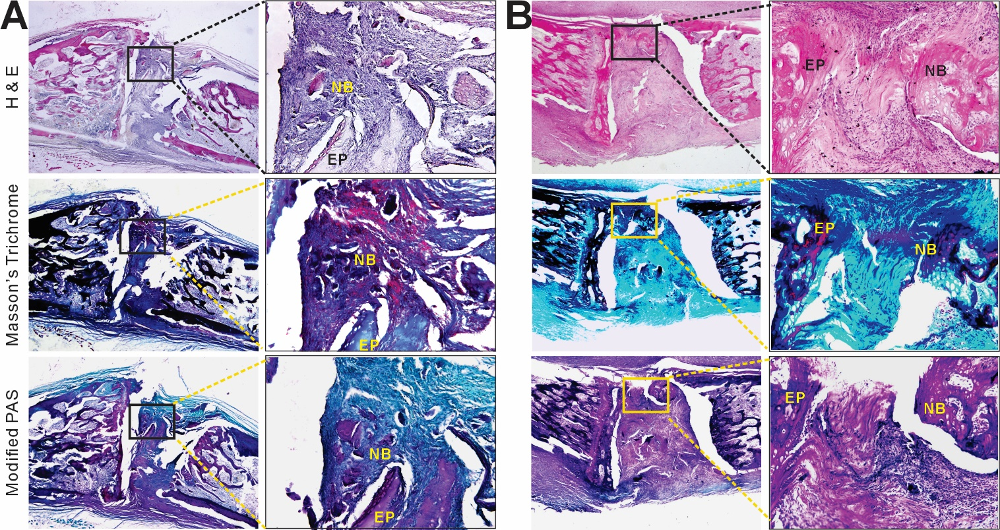 A
B
H & E
NB
EP
EP
NB
Masson's Trichrome
NB
EP
EP
NB
Modified PAS
NB
EP
EP
NB